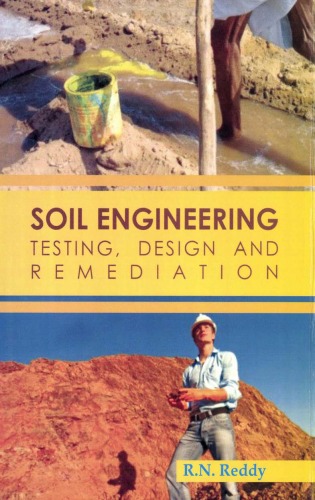 SOIL ENGINEERING
TESTING, DESIGN AND
REMEDIATION
R.N. Reddy